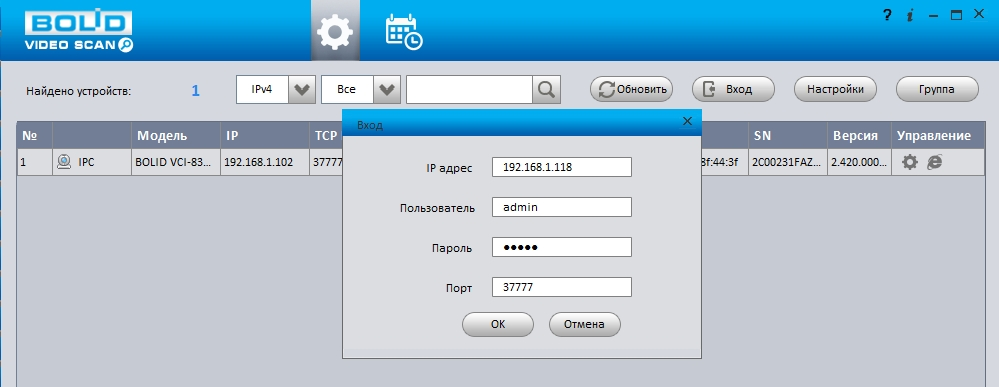 BOLID
VIDEO SCAN
? i
Найдено устройств: 1 IPv4 Все Обновить Вход Настройки Группа
№ Модель IP TCP SN Версия Управление
1 IPC BOLID VCI-83... 192.168.1.102 37777 8f:44:3f 2C00231FAZ... 2.420.000...
Вход
IP адрес 192.168.1.118
Пользователь admin
Пароль ●●●●●
Порт 37777
OK Отмена